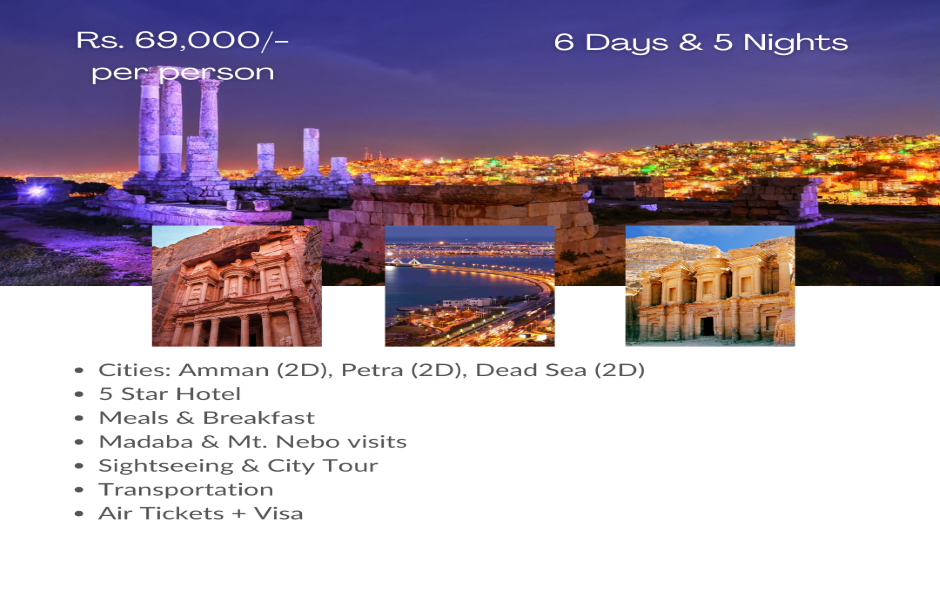 Rs. 69,000/-
per person
6 Days & 5 Nights
• Cities: Amman (2D), Petra (2D), Dead Sea (2D)
• 5 Star Hotel
• Meals & Breakfast
• Madaba & Mt. Nebo visits
• Sightseeing & City Tour
• Transportation
• Air Tickets + Visa